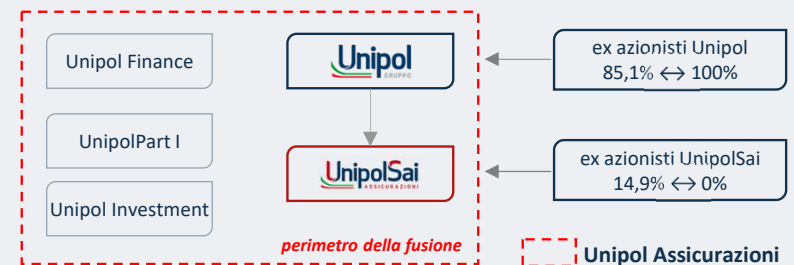 Unipol Finance
UnipolPart I
Unipol Investment
Unipol
GRUPPO
UnipolSai
ASSICURAZIONI
perimetro della fusione
ex azionisti Unipol
85,1% ↔ 100%
ex azionisti UnipolSai
14,9% ↔ 0%
Unipol Assicurazioni